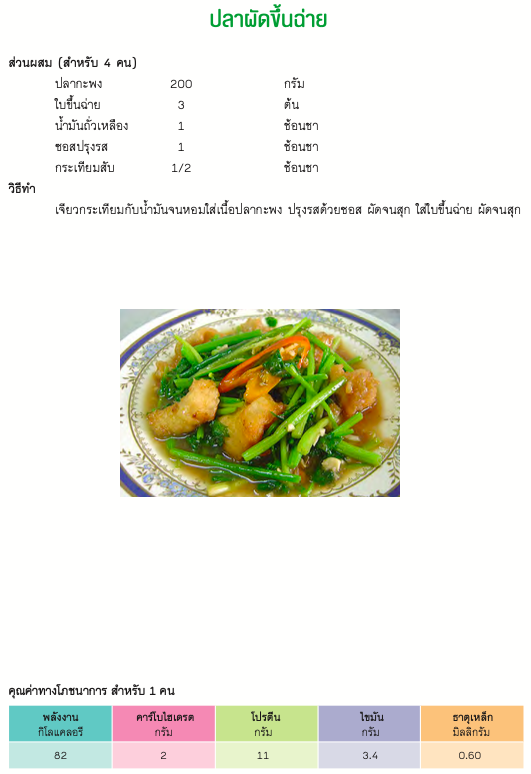 ปลาผัดขึ้นฉ่าย
ส่วนผสม (สำหรับ 4 คน)
ปลากะพง 200 กรัม
ใบขึ้นฉ่าย 3 ต้น
น้ำมันถั่วเหลือง 1 ช้อนชา
ซอสปรุงรส 1 ช้อนชา
กระเทียมสับ 1/2 ช้อนชา
วิธีทำ
เจียวกระเทียมกับน้ำมันจนหอมใส่เนื้อปลากะพง ปรุงรสด้วยซอส ผัดจนสุก ใส่ใบขึ้นฉ่าย ผัดจนสุก
คุณค่าทางโภชนาการ สำหรับ 1 คน
พลังงาน คาร์โบไฮเดรต โปรตีน ไขมัน ธาตุเหล็ก
กิโลแคลอรี กรัม กรัม กรัม มิลลิกรัม
82 2 11 3.4 0.60